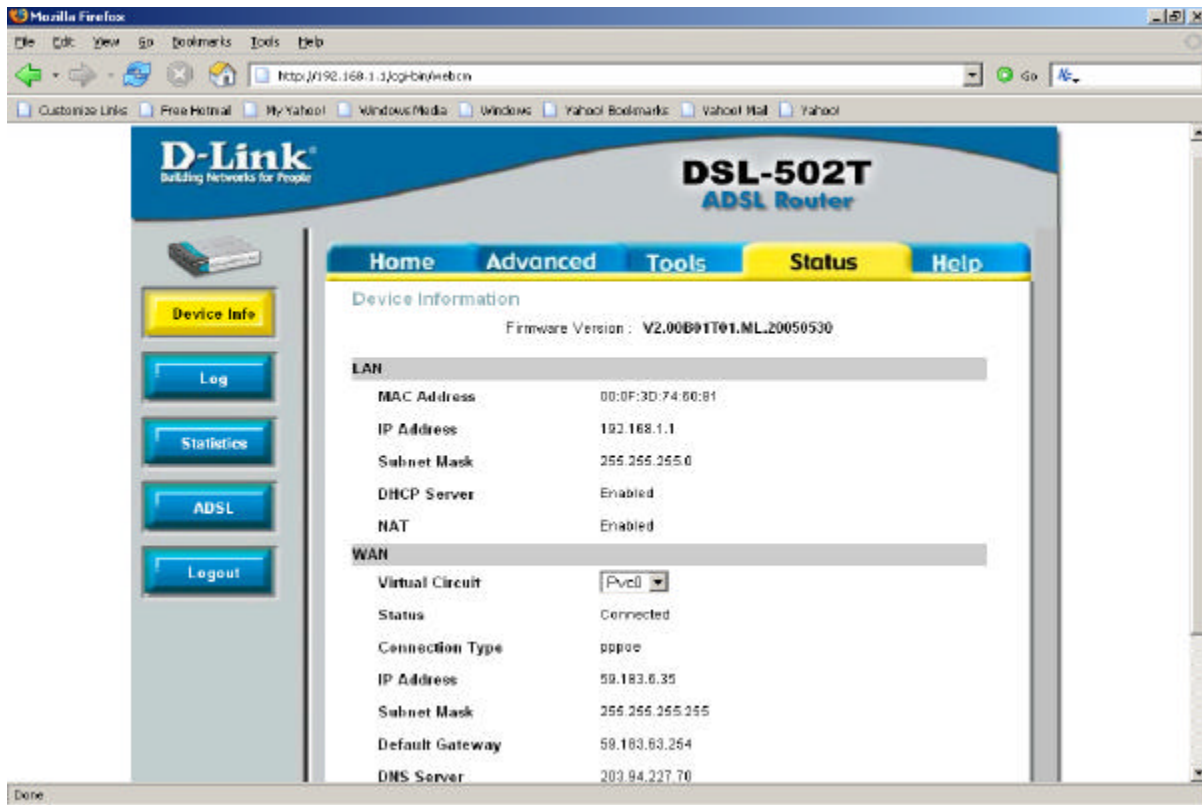 Mozilla Firefox
File Edit View Go Bookmarks Tools Help
http://192.168.1.1/cgi-bin/webcm Go
Customize Links Free Hotmail My Yahoo! Windows Media Windows Yahoo! Bookmarks Yahoo! Mail Yahoo!
D-Link
Building Networks for People
DSL-502T
ADSL Router
Home Advanced Tools Status Help
Device Info
Log
Statistics
ADSL
Logout
Device Information
Firmware Version : V2.00B01T01.ML.20050530
LAN
MAC Address 00:0F:3D:74:60:81
IP Address 192.168.1.1
Subnet Mask 255.255.255.0
DHCP Server Enabled
NAT Enabled
WAN
Virtual Circuit Pvc0
Status Connected
Connection Type pppoe
IP Address 59.183.6.35
Subnet Mask 255.255.255.255
Default Gateway 59.183.63.254
DNS Server 203.94.227.70
Done